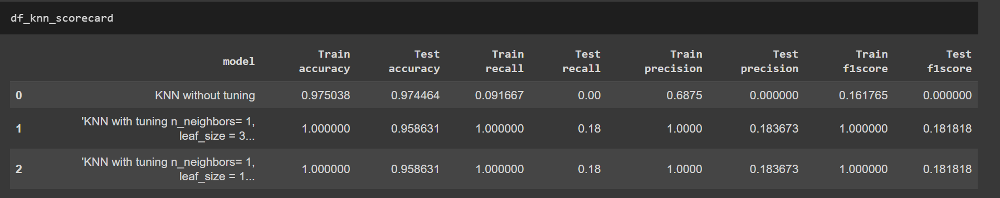 df_knn_scorecard
model Train accuracy Test accuracy Train recall Test recall Train precision Test precision Train f1score Test f1score
0 KNN without tuning 0.975038 0.974464 0.091667 0.00 0.6875 0.000000 0.161765 0.000000
1 'KNN with tuning n_neighbors= 1, leaf_size = 3... 1.000000 0.958631 1.000000 0.18 1.0000 0.183673 1.000000 0.181818
2 'KNN with tuning n_neighbors= 1, leaf_size = 1... 1.000000 0.958631 1.000000 0.18 1.0000 0.183673 1.000000 0.181818